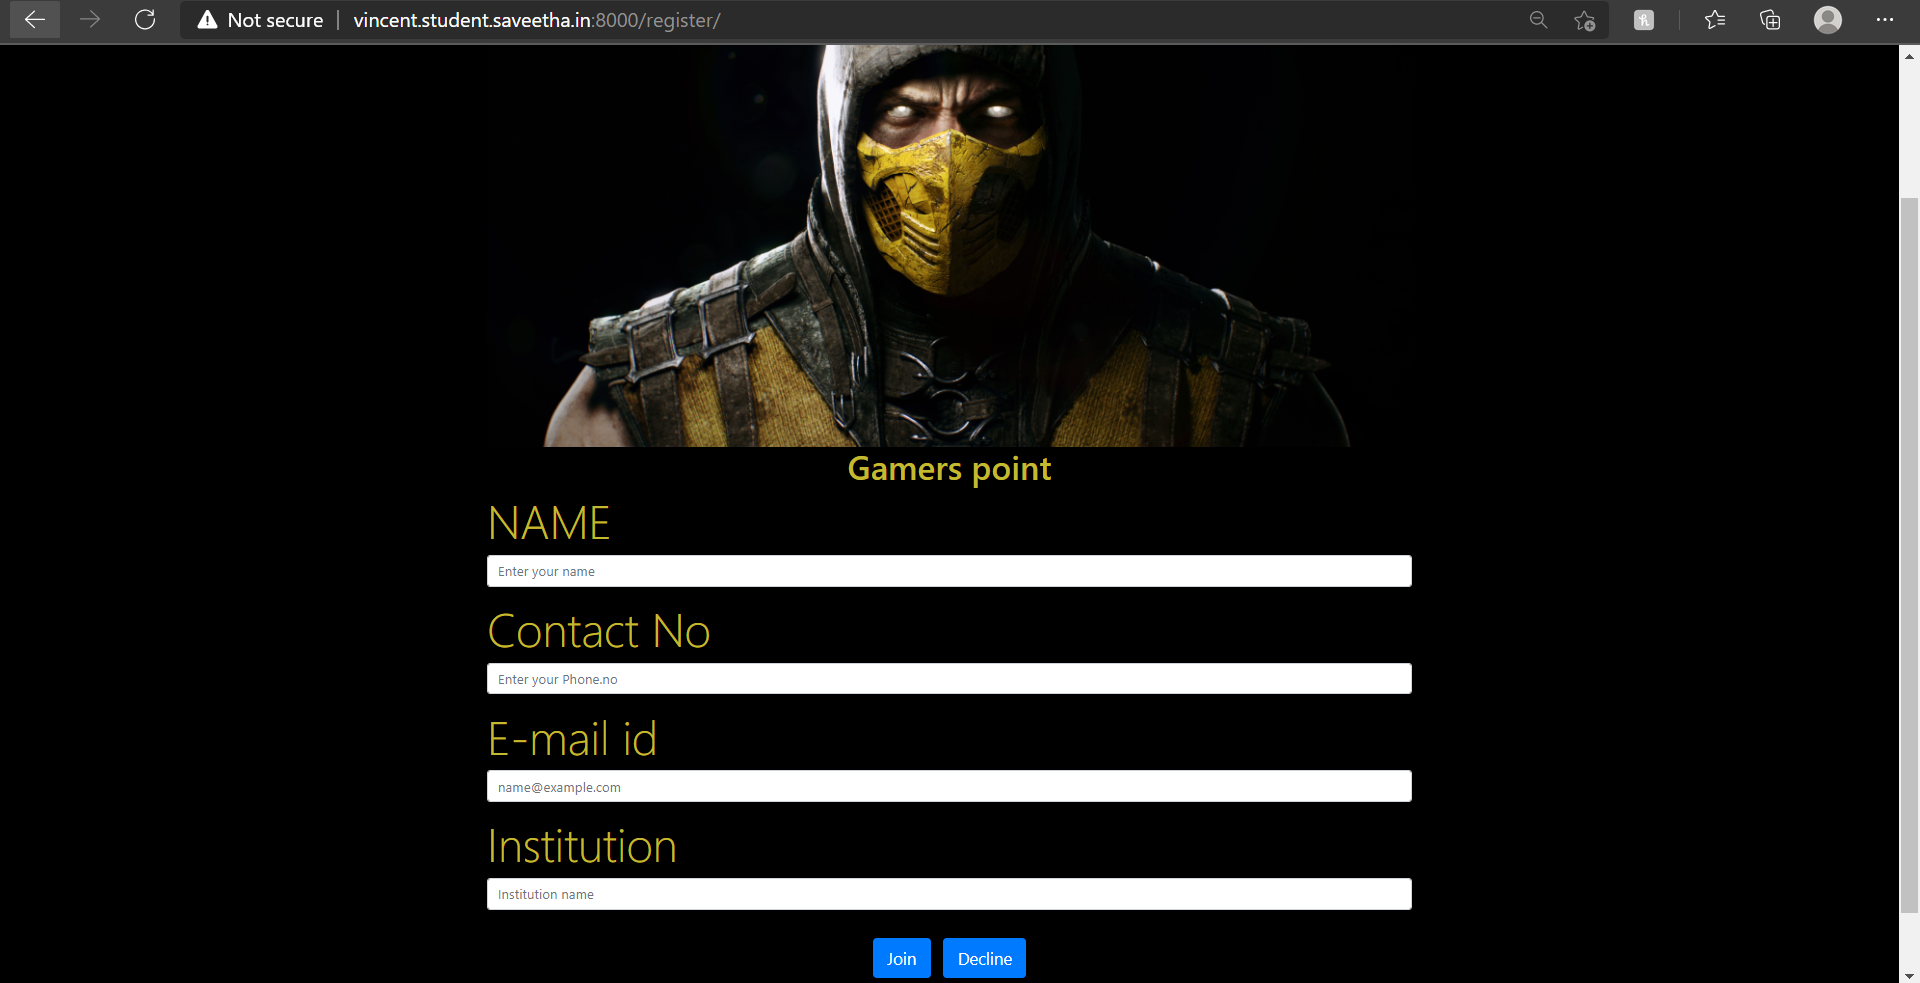 Not secure | vincent.student.saveetha.in:8000/register/
Gamers point
NAME
Enter your name
Contact No
Enter your Phone.no
E-mail id
name@example.com
Institution
Institution name
Join Decline